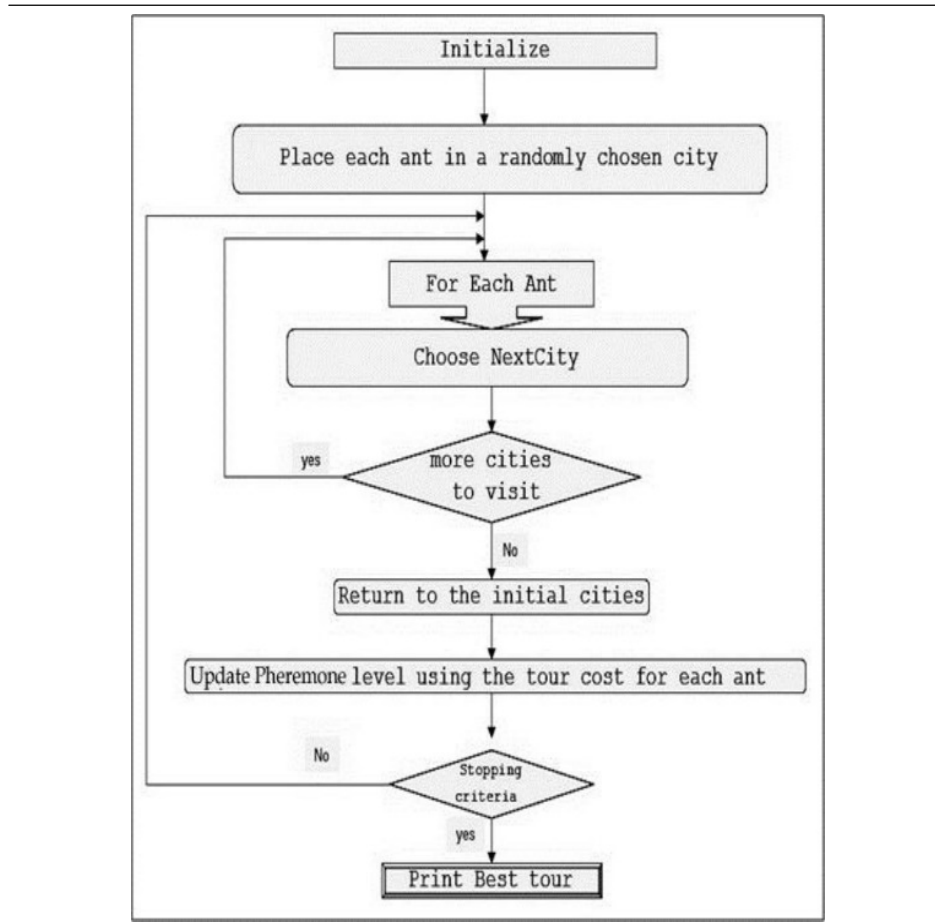 Initialize
Place each ant in a randomly chosen city
For Each Ant
Choose NextCity
more cities
to visit
yes
No
Return to the initial cities
Update Pheremone level using the tour cost for each ant
No
Stopping
criteria
yes
Print Best tour